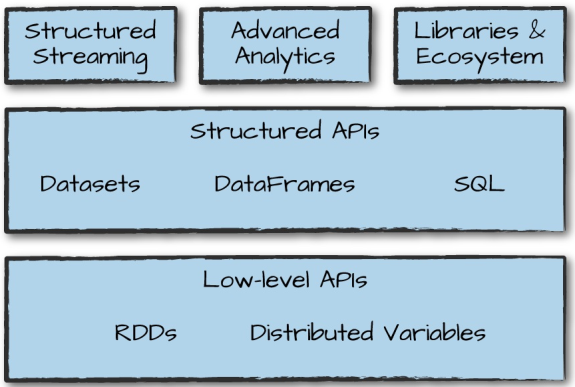 Structured
Streaming
Advanced
Analytics
Libraries &
Ecosystem
Structured APIs
Datasets DataFrames SQL
Low-level APIs
RDDs Distributed Variables